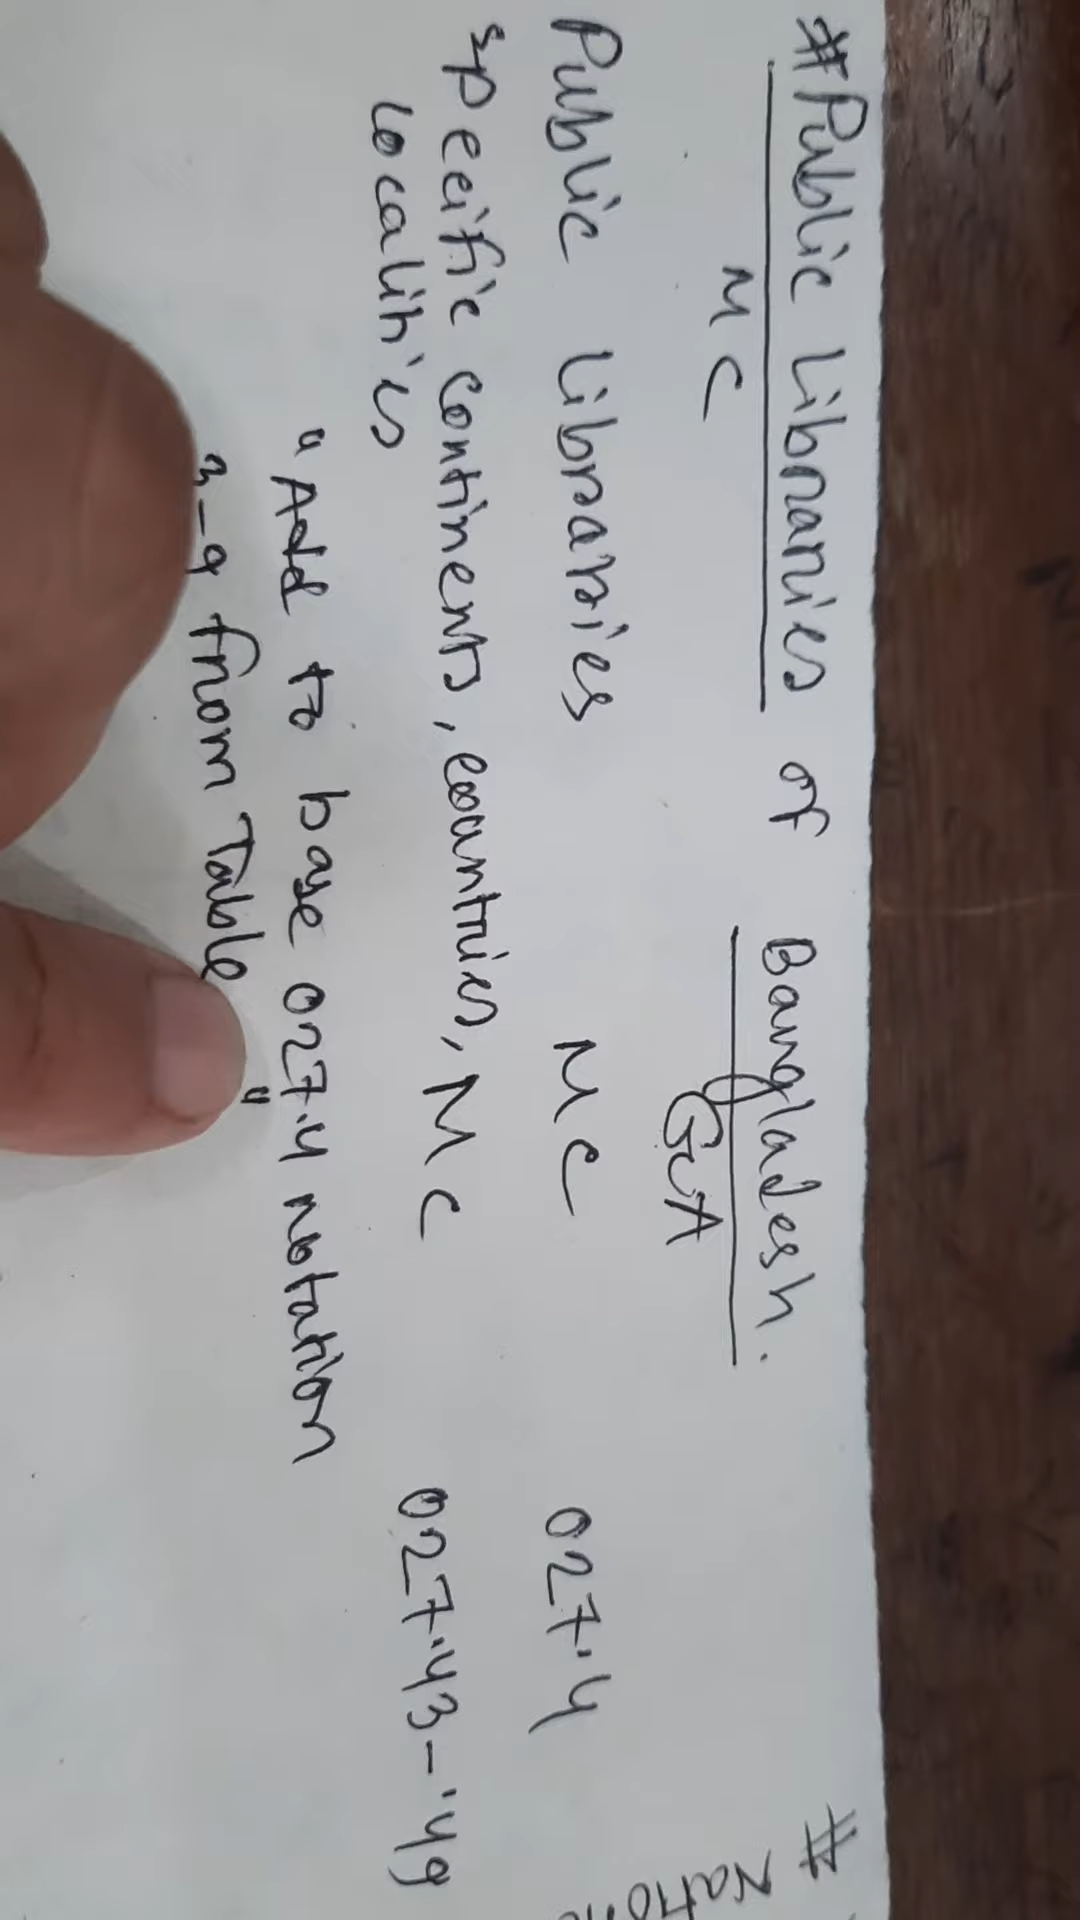 #Public Libraries of Bangladesh.
MC GA
Public Libraries MC 027.4
specific continents, countries, MC 027.43-.49
localities
"Add to base 027.4 notation
3-9 from Table "
#
Natio